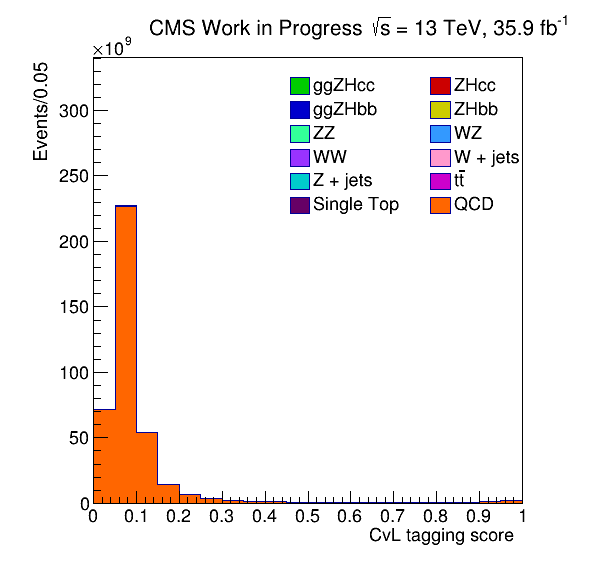 CMS Work in Progress √s = 13 TeV, 35.9 fb⁻¹
×10⁹
Events/0.05
ggZHcc ZHcc
ggZHbb ZHbb
ZZ WZ
WW W + jets
Z + jets tt̄
Single Top QCD
300
250
200
150
100
50
0
0 0.1 0.2 0.3 0.4 0.5 0.6 0.7 0.8 0.9 1
CvL tagging score